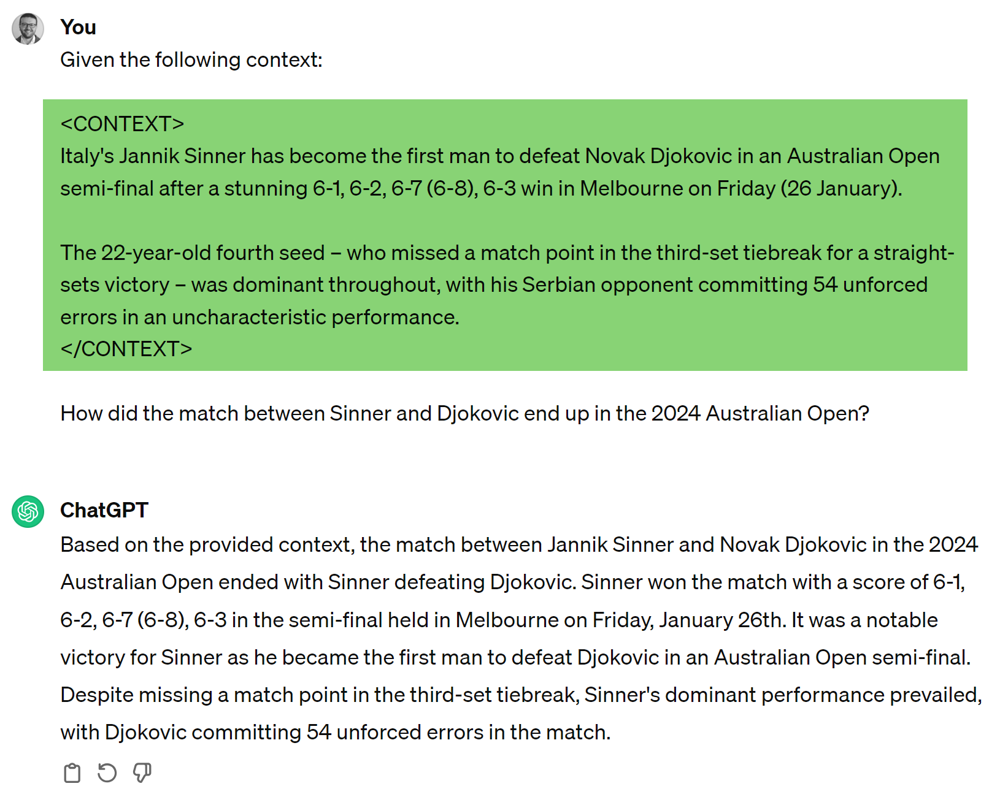 You
Given the following context:
<CONTEXT>
Italy's Jannik Sinner has become the first man to defeat Novak Djokovic in an Australian Open
semi-final after a stunning 6-1, 6-2, 6-7 (6-8), 6-3 win in Melbourne on Friday (26 January).
The 22-year-old fourth seed – who missed a match point in the third-set tiebreak for a straight-
sets victory – was dominant throughout, with his Serbian opponent committing 54 unforced
errors in an uncharacteristic performance.
</CONTEXT>
How did the match between Sinner and Djokovic end up in the 2024 Australian Open?
ChatGPT
Based on the provided context, the match between Jannik Sinner and Novak Djokovic in the 2024
Australian Open ended with Sinner defeating Djokovic. Sinner won the match with a score of 6-1,
6-2, 6-7 (6-8), 6-3 in the semi-final held in Melbourne on Friday, January 26th. It was a notable
victory for Sinner as he became the first man to defeat Djokovic in an Australian Open semi-final.
Despite missing a match point in the third-set tiebreak, Sinner's dominant performance prevailed,
with Djokovic committing 54 unforced errors in the match.